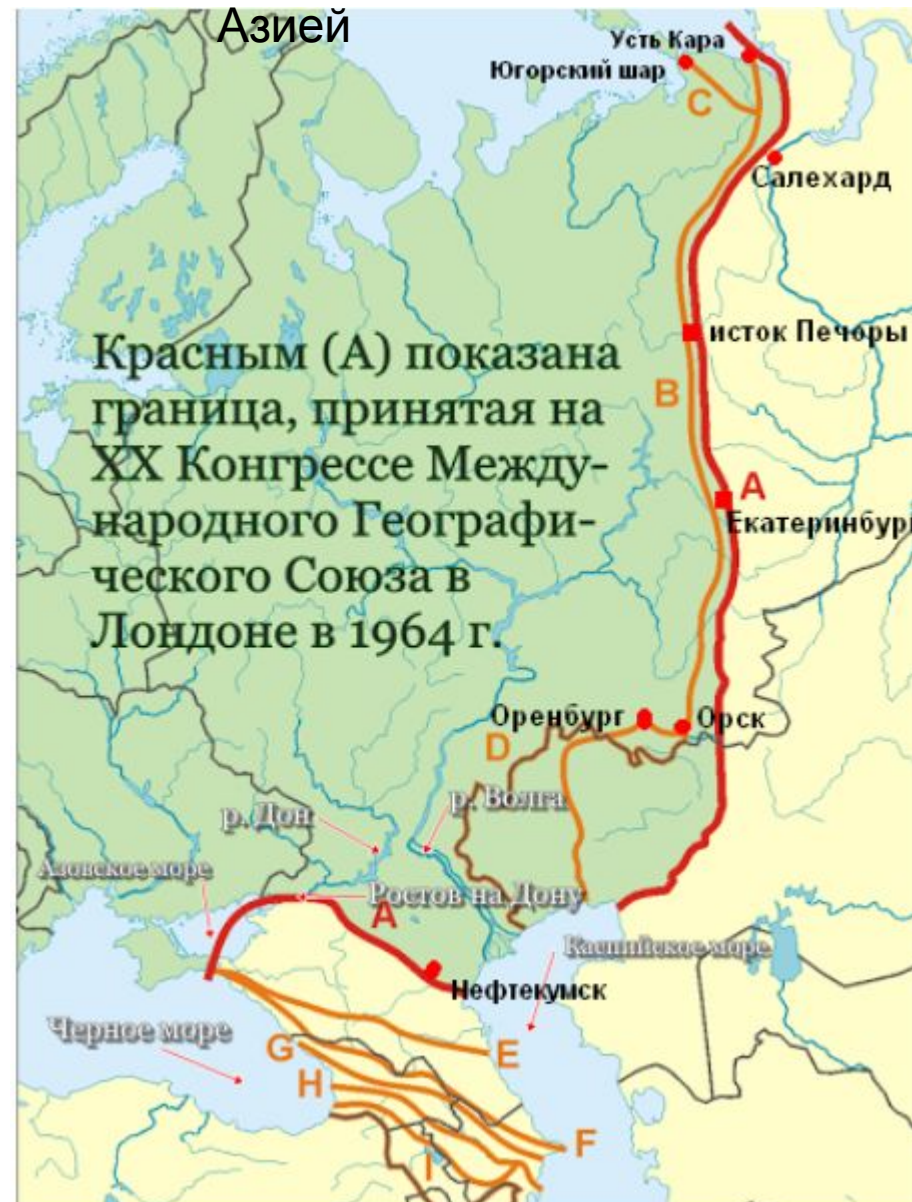 Азией
Усть Кара
Югорский шар
C
Салехард
исток Печоры
Красным (А) показана
граница, принятая на
XX Конгрессе Между-
народного Географи-
ческого Союза в
Лондоне в 1964 г.
B
A
Екатеринбург
Оренбург
Орск
D
р. Волга
р. Дон
Азовское море
Ростов на Дону
A
Каспийское море
Нефтекумск
Черное море
G
E
H
F
I